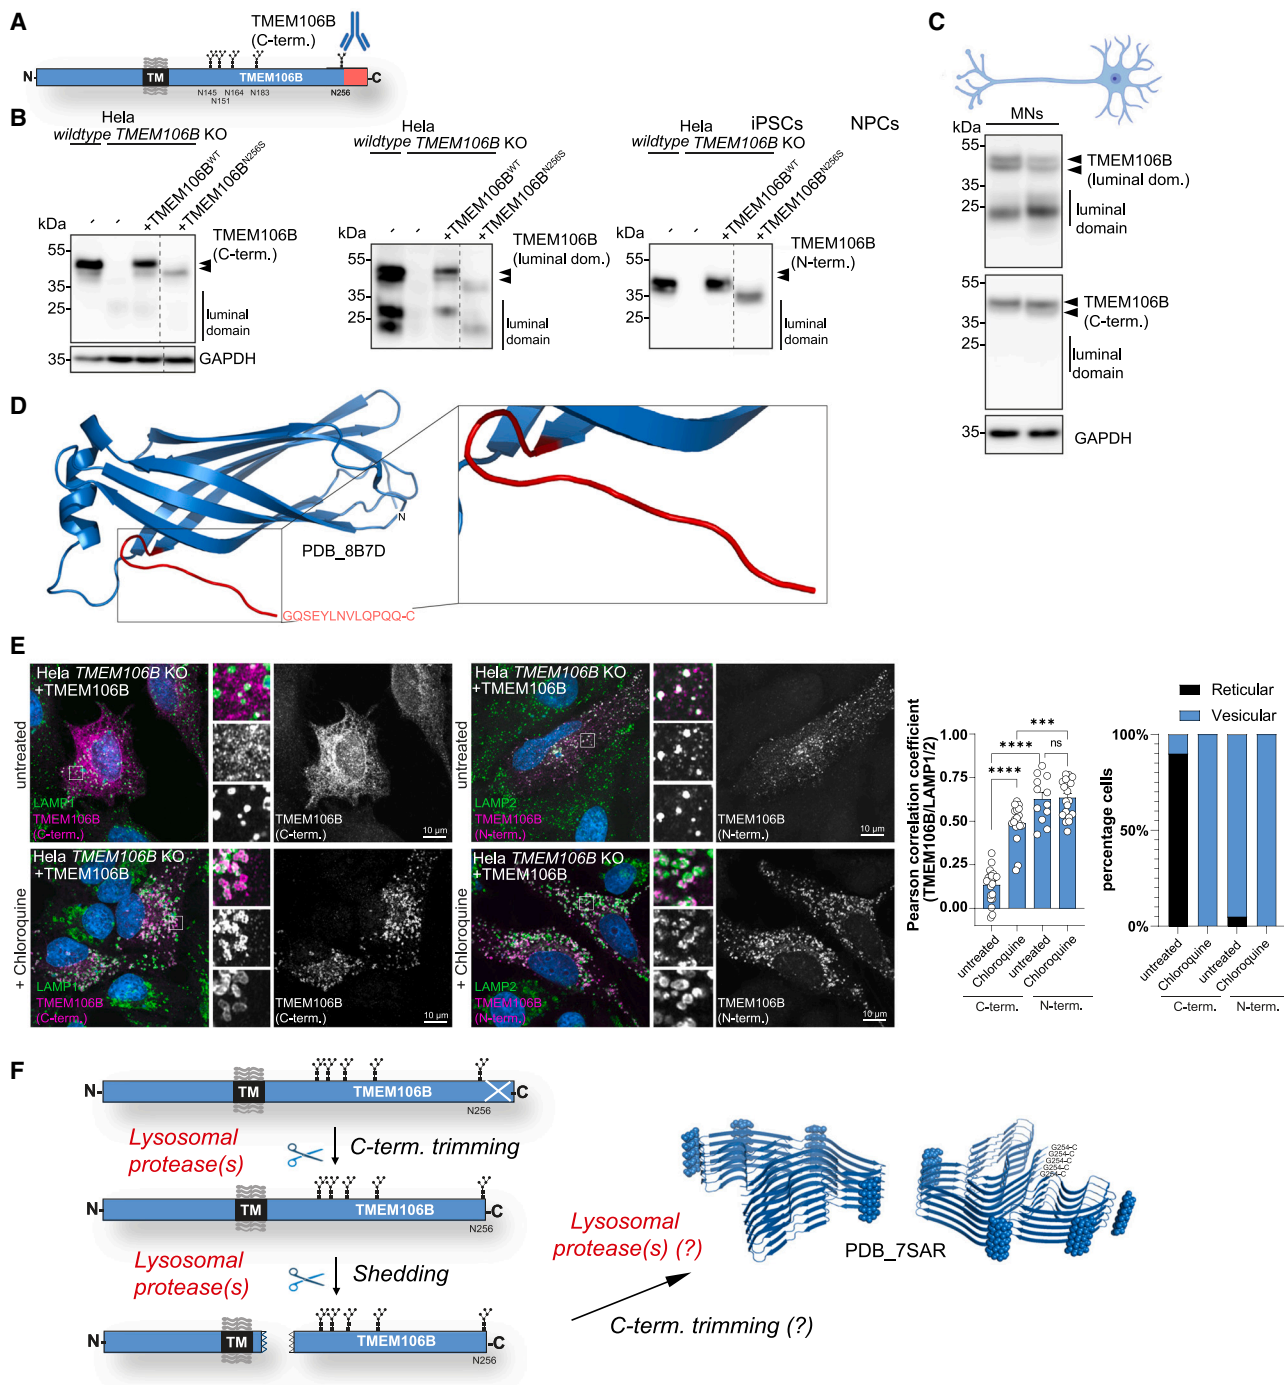 A
TMEM106B
(C-term.)
N-
TM
TMEM106B
-C
N145
N164
N183
N256
N151
B
Hela
wildtype TMEM106B KO
+TMEM106B^WT
+TMEM106B^N256S
kDa
- -
55
35
25
TMEM106B
(C-term.)
luminal
domain
35
GAPDH
Hela
wildtype TMEM106B KO
+TMEM106B^WT
+TMEM106B^N256S
kDa
- -
55
35
25
TMEM106B
(luminal dom.)
luminal
domain
Hela
iPSCs
NPCs
wildtype TMEM106B KO
+TMEM106B^WT
+TMEM106B^N256S
kDa
- -
55
35
25
TMEM106B
(N-term.)
luminal
domain
C
MNs
kDa
55
35
25
TMEM106B
(luminal dom.)
luminal
domain
55
35
25
TMEM106B
(C-term.)
luminal
domain
35
GAPDH
D
N
PDB_8B7D
GQSEYLNVLQPQQ-C
E
untreated
Hela TMEM106B KO
+TMEM106B
LAMP1
TMEM106B
(C-term.)
TMEM106B
(C-term.)
10 µm
untreated
Hela TMEM106B KO
+TMEM106B
LAMP2
TMEM106B
(N-term.)
TMEM106B
(N-term.)
10 µm
+ Chloroquine
Hela TMEM106B KO
+TMEM106B
LAMP1
TMEM106B
(C-term.)
TMEM106B
(C-term.)
10 µm
+ Chloroquine
Hela TMEM106B KO
+TMEM106B
LAMP2
TMEM106B
(N-term.)
TMEM106B
(N-term.)
10 µm
Pearson correlation coefficient
(TMEM106B/LAMP1/2)
1.00
0.75
0.50
0.25
0.00
***
****
ns
****
untreated
Chloroquine
untreated
Chloroquine
C-term.
N-term.
Reticular
Vesicular
percentage cells
100%
50%
0%
untreated
Chloroquine
untreated
Chloroquine
C-term.
N-term.
F
N-
TM
TMEM106B
-C
N256
Lysosomal
protease(s)
C-term. trimming
N-
TM
TMEM106B
-C
N256
Lysosomal
protease(s)
Shedding
N-
TM
TMEM106B
-C
N256
Lysosomal
protease(s) (?)
C-term. trimming (?)
G254-C
G254-C
G254-C
G254-C
G254-C
PDB_7SAR